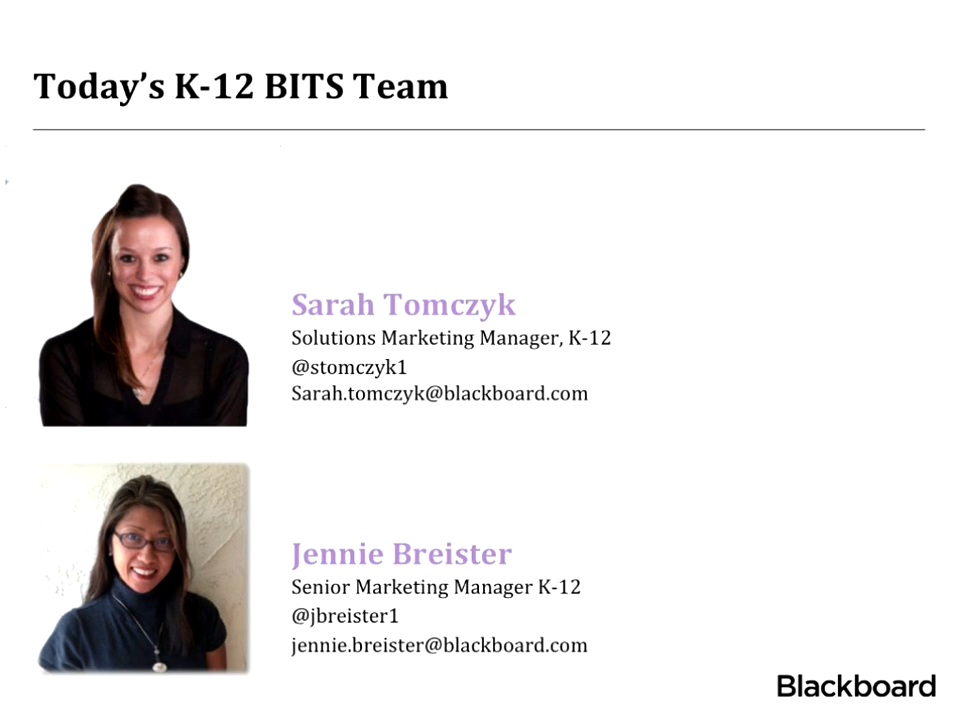 Today’s K-12 BITS Team
Sarah Tomczyk
Solutions Marketing Manager, K-12
@stomczyk1
Sarah.tomczyk@blackboard.com
Jennie Breister
Senior Marketing Manager K-12
@jbreister1
jennie.breister@blackboard.com
Blackboard